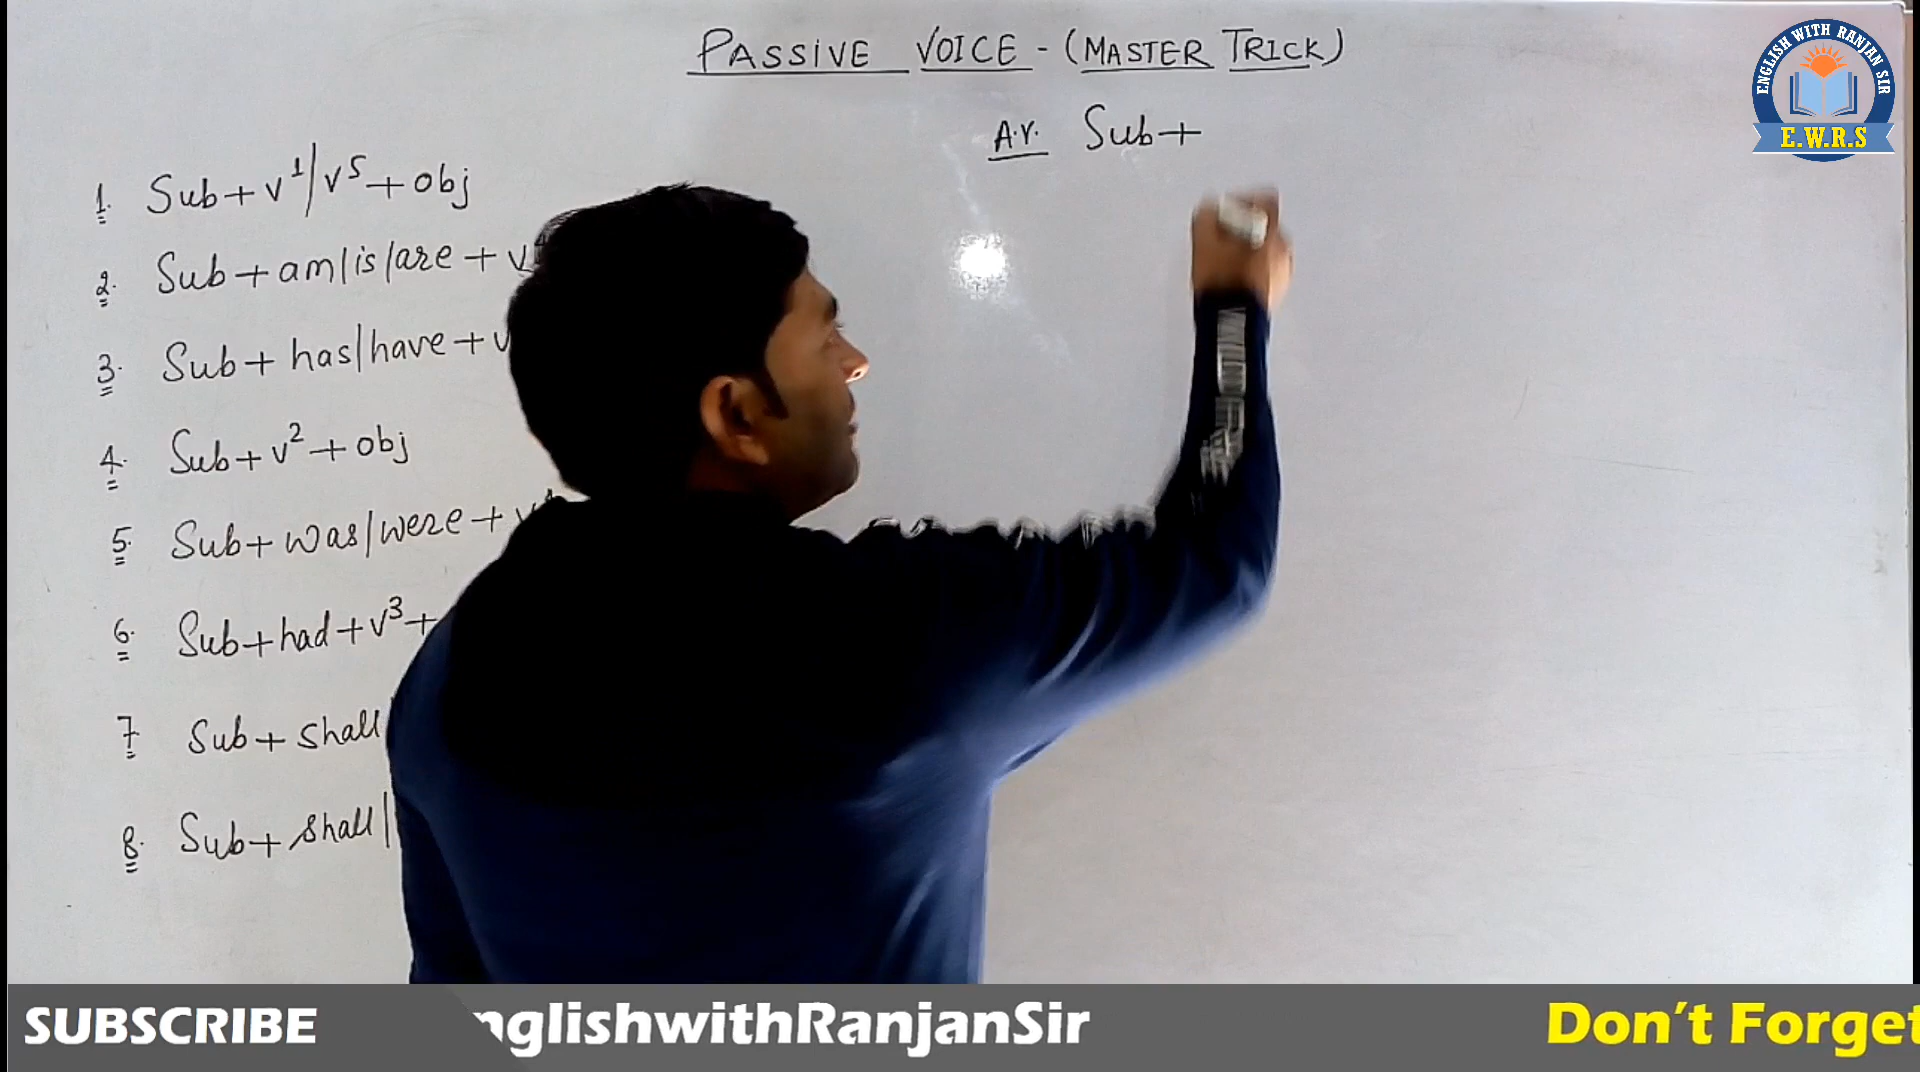 PASSIVE VOICE - (MASTER TRICK)
A.V. Sub+
1. Sub + v¹/v⁵ + obj
2. Sub + am/is/are + v⁴
3. Sub + has/have + v
4. Sub + v² + obj
5. Sub + was/were + v⁴
6. Sub + had + v³ +
7 Sub + shall
8. Sub + shall/
ENGLISH WITH RANJAN SIR
E.W.R.S
SUBSCRIBE
nglishwithRanjanSir
Don't Forget